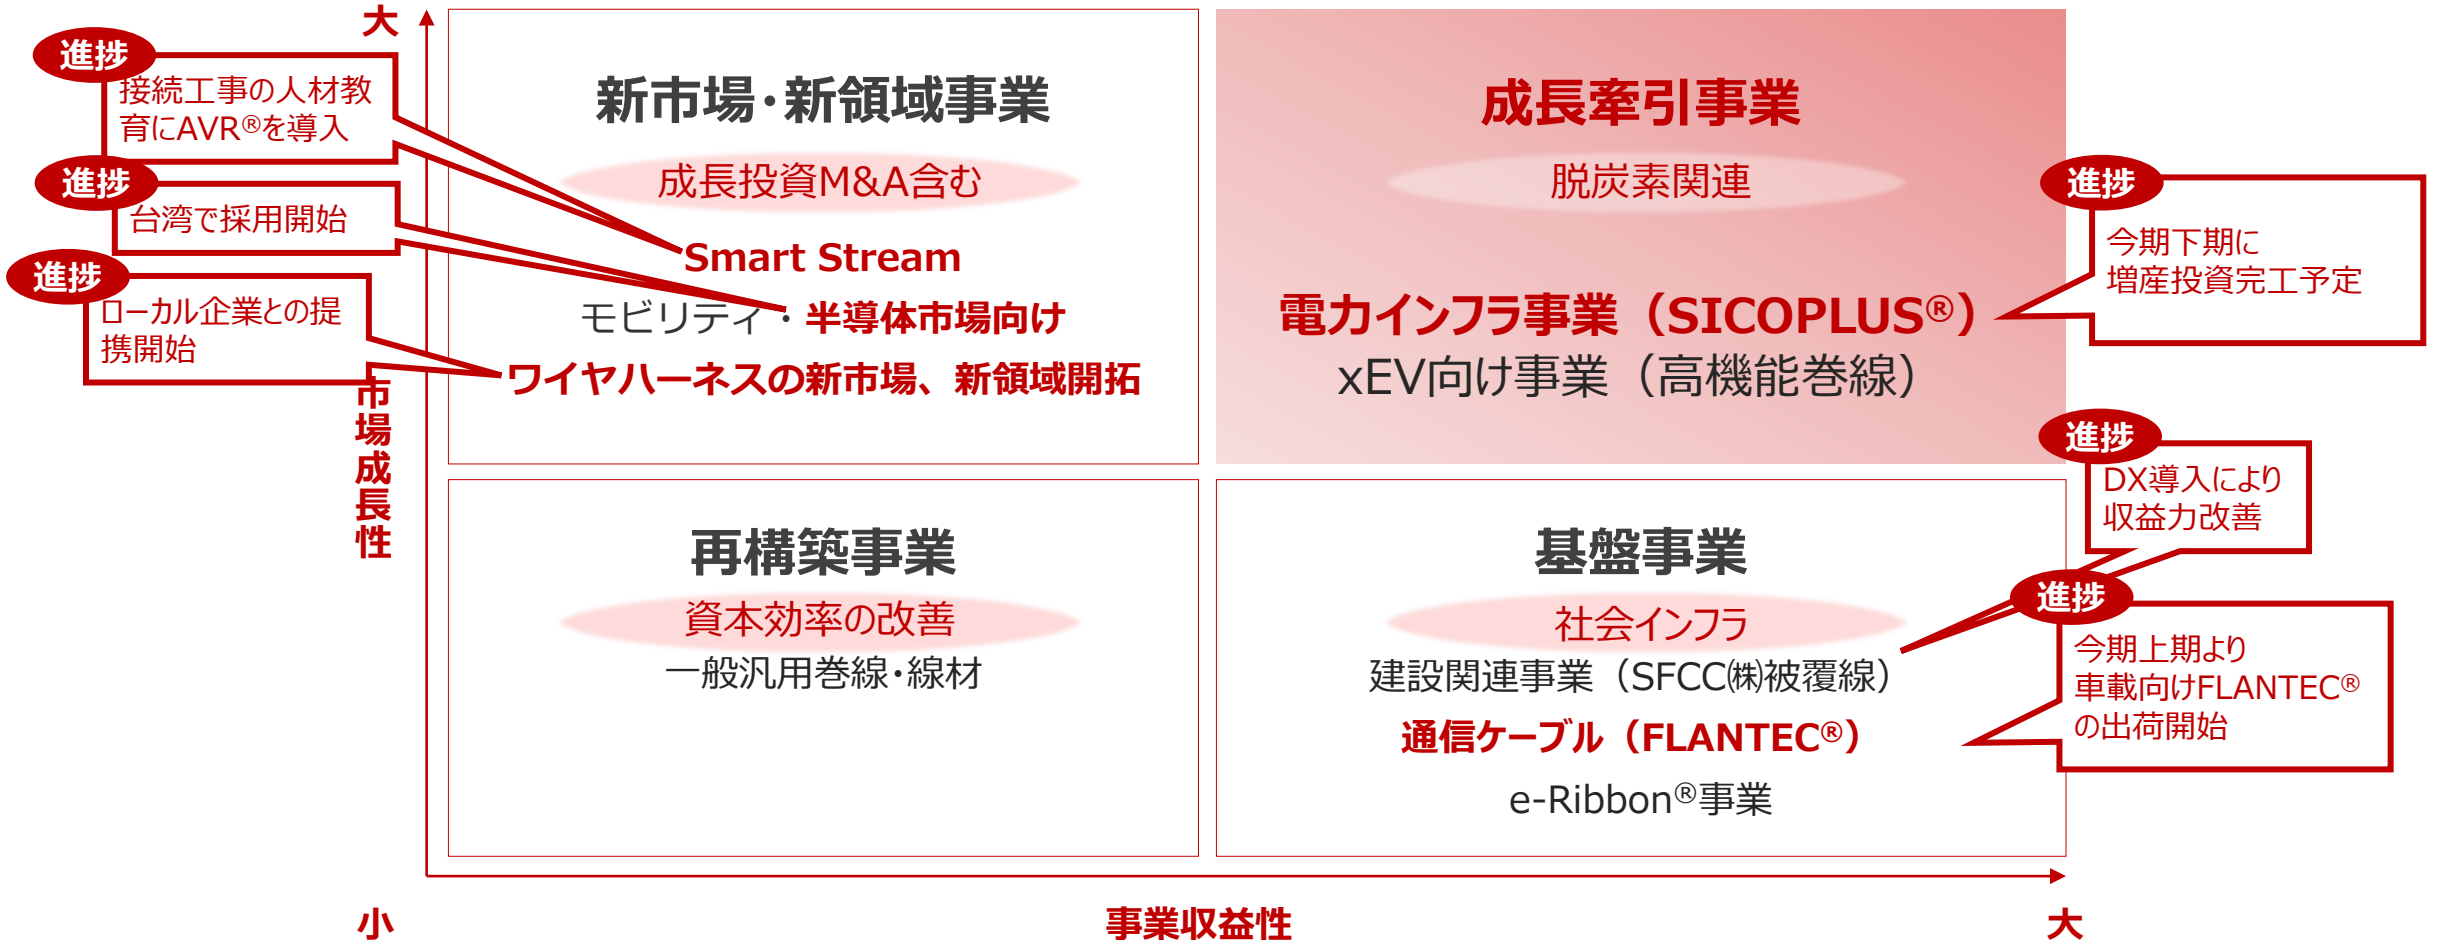 大
進捗
接続工事の人材教
育にAVR®を導入
進捗
台湾で採用開始
進捗
ローカル企業との提
携開始
市場成長性
新市場・新領域事業
成長投資M&A含む
Smart Stream
モビリティ・半導体市場向け
ワイヤハーネスの新市場、新領域開拓
成長牽引事業
脱炭素関連
電力インフラ事業（SICOPLUS®）
xEV向け事業（高機能巻線）
進捗
今期下期に
増産投資完工予定
再構築事業
資本効率の改善
一般汎用巻線・線材
基盤事業
社会インフラ
建設関連事業（SFCC㈱被覆線）
通信ケーブル（FLANTEC®）
e-Ribbon®事業
進捗
DX導入により
収益力改善
進捗
今期上期より
車載向けFLANTEC®
の出荷開始
小
事業収益性
大